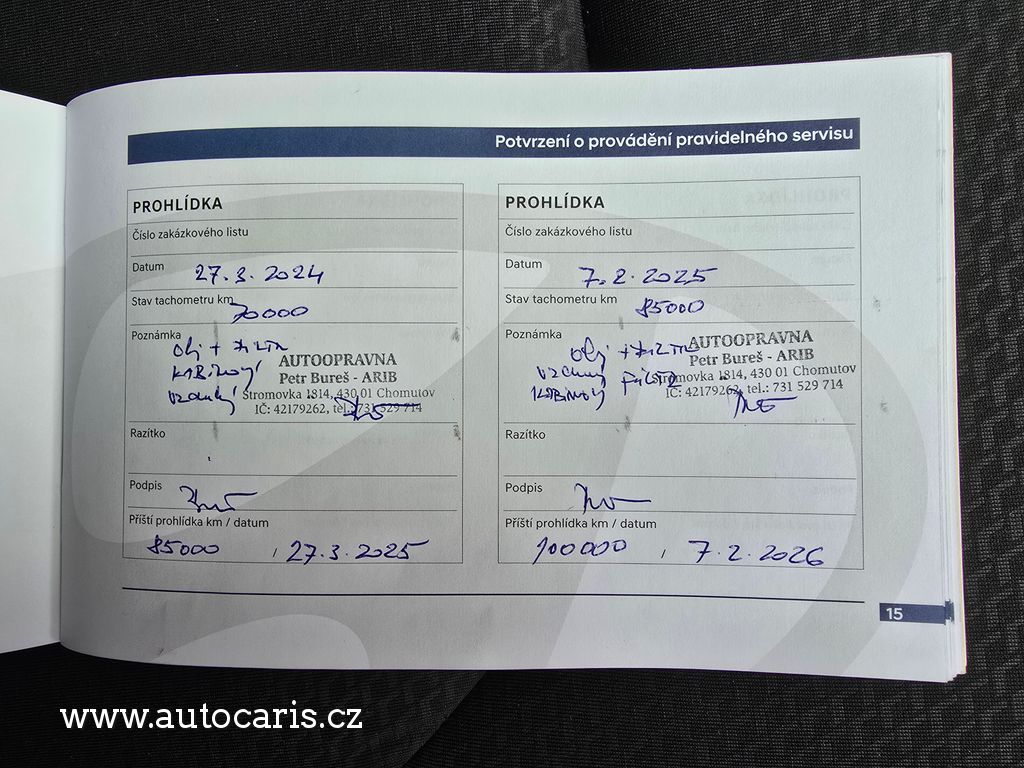 Potvrzení o provádění pravidelného servisu
PROHLÍDKA
Číslo zakázkového listu
Datum 27.3.2024
Stav tachometru km 70000
Poznámka
olej + filtr
KABINOVÝ
vzduch.
AUTOOPRAVNA
Petr Bureš - ARIB
Stromovka 1814, 430 01 Chomutov
IČ: 42179262, tel.: 731 529 714
Razítko
Podpis
Příští prohlídka km / datum
85000 / 27.3.2025
PROHLÍDKA
Číslo zakázkového listu
Datum 7.2.2025
Stav tachometru km 85000
Poznámka
olej + filtr
KABINOVÝ
AUTOOPRAVNA
Petr Bureš - ARIB
Stromovka 1814, 430 01 Chomutov
IČ: 42179262, tel.: 731 529 714
Razítko
Podpis
Příští prohlídka km / datum
100000 / 7.2.2026
15
www.autocaris.cz